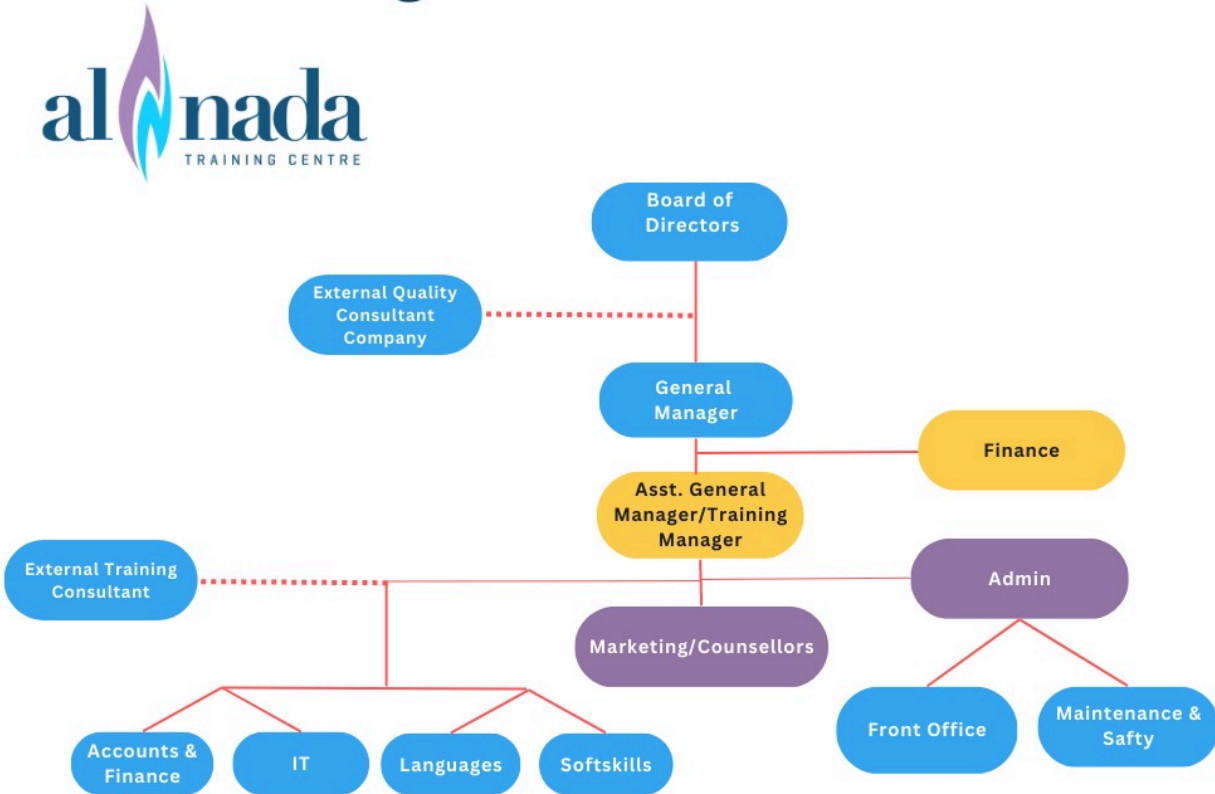 al nada
TRAINING CENTRE
Board of
Directors
External Quality
Consultant
Company
General
Manager
Finance
Asst. General
Manager/Training
Manager
External Training
Consultant
Admin
Marketing/Counsellors
Front Office
Maintenance &
Safty
Accounts &
Finance
IT
Languages
Softskills